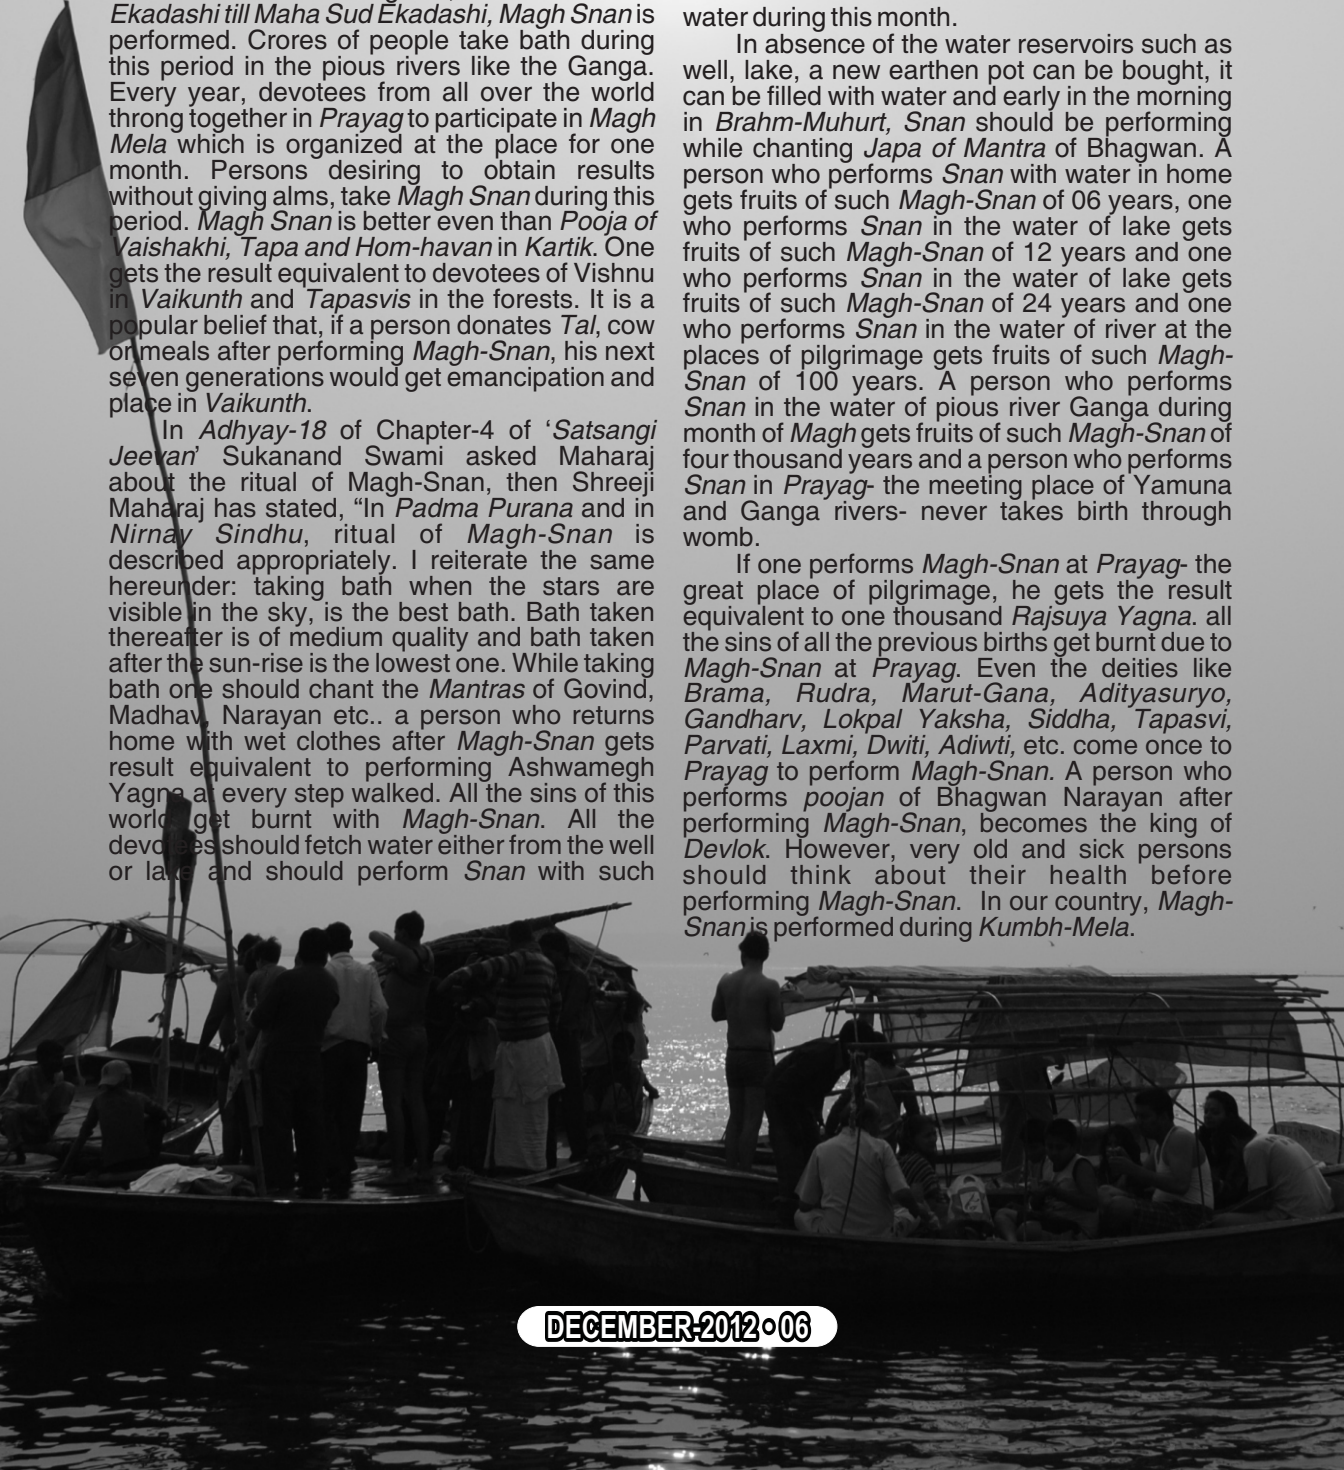 Ekadashi till Maha Sud Ekadashi, Magh Snan is
performed. Crores of people take bath during
this period in the pious rivers like the Ganga.
Every year, devotees from all over the world
throng together in Prayag to participate in Magh
Mela which is organized at the place for one
month. Persons desiring to obtain results
without giving alms, take Magh Snan during this
period. Magh Snan is better even than Pooja of
Vaishakhi, Tapa and Hom-havan in Kartik. One
gets the result equivalent to devotees of Vishnu
in Vaikunth and Tapasvis in the forests. It is a
popular belief that, if a person donates Tal, cow
or meals after performing Magh-Snan, his next
seven generations would get emancipation and
place in Vaikunth.
In Adhyay-18 of Chapter-4 of ‘Satsangi
Jeevan’ Sukanand Swami asked Maharaj
about the ritual of Magh-Snan, then Shreeji
Maharaj has stated, “In Padma Purana and in
Nirnay Sindhu, ritual of Magh-Snan is
described appropriately. I reiterate the same
hereunder: taking bath when the stars are
visible in the sky, is the best bath. Bath taken
thereafter is of medium quality and bath taken
after the sun-rise is the lowest one. While taking
bath one should chant the Mantras of Govind,
Madhav, Narayan etc.. a person who returns
home with wet clothes after Magh-Snan gets
result equivalent to performing Ashwamegh
Yagna at every step walked. All the sins of this
world get burnt with Magh-Snan. All the
devotees should fetch water either from the well
or lake and should perform Snan with such
water during this month.
In absence of the water reservoirs such as
well, lake, a new earthen pot can be bought, it
can be filled with water and early in the morning
in Brahm-Muhurt, Snan should be performing
while chanting Japa of Mantra of Bhagwan. A
person who performs Snan with water in home
gets fruits of such Magh-Snan of 06 years, one
who performs Snan in the water of lake gets
fruits of such Magh-Snan of 12 years and one
who performs Snan in the water of lake gets
fruits of such Magh-Snan of 24 years and one
who performs Snan in the water of river at the
places of pilgrimage gets fruits of such Magh-
Snan of 100 years. A person who performs
Snan in the water of pious river Ganga during
month of Magh gets fruits of such Magh-Snan of
four thousand years and a person who performs
Snan in Prayag- the meeting place of Yamuna
and Ganga rivers- never takes birth through
womb.
If one performs Magh-Snan at Prayag- the
great place of pilgrimage, he gets the result
equivalent to one thousand Rajsuya Yagna. all
the sins of all the previous births get burnt due to
Magh-Snan at Prayag. Even the deities like
Brama, Rudra, Marut-Gana, Adityasuryo,
Gandharv, Lokpal Yaksha, Siddha, Tapasvi,
Parvati, Laxmi, Dwiti, Adiwti, etc. come once to
Prayag to perform Magh-Snan. A person who
performs poojan of Bhagwan Narayan after
performing Magh-Snan, becomes the king of
Devlok. However, very old and sick persons
should think about their health before
performing Magh-Snan. In our country, Magh-
Snan is performed during Kumbh-Mela.
DECEMBER-2012 • 06